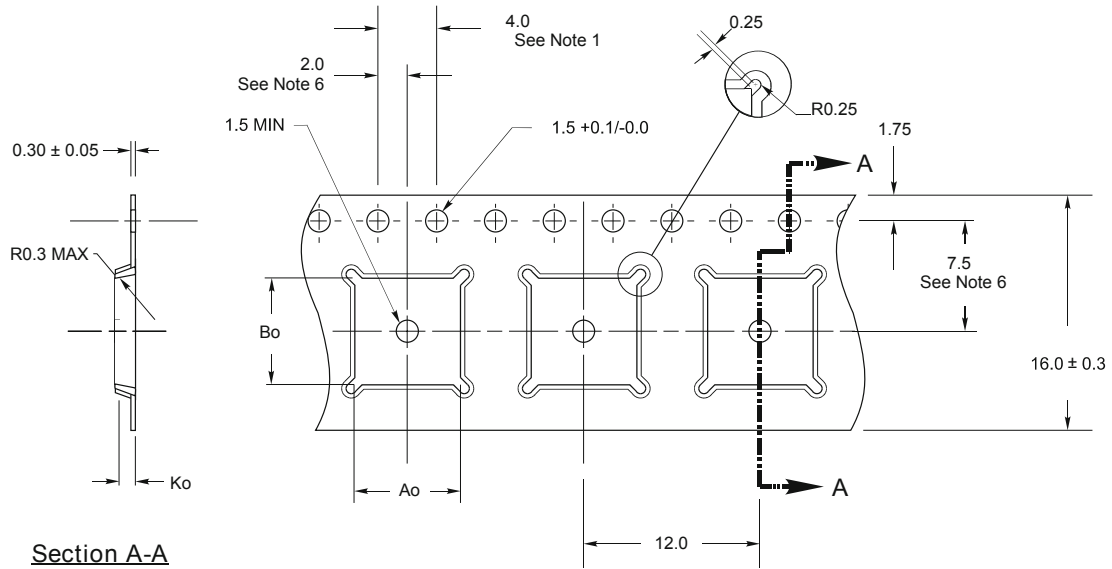 4.0
See Note 1
0.25
2.0
See Note 6
R0.25
1.5 MIN
1.5 +0.1/-0.0
1.75
0.30 ± 0.05
A
R0.3 MAX
7.5
See Note 6
Bo
16.0 ± 0.3
Ko
Ao
A
12.0
Section A-A